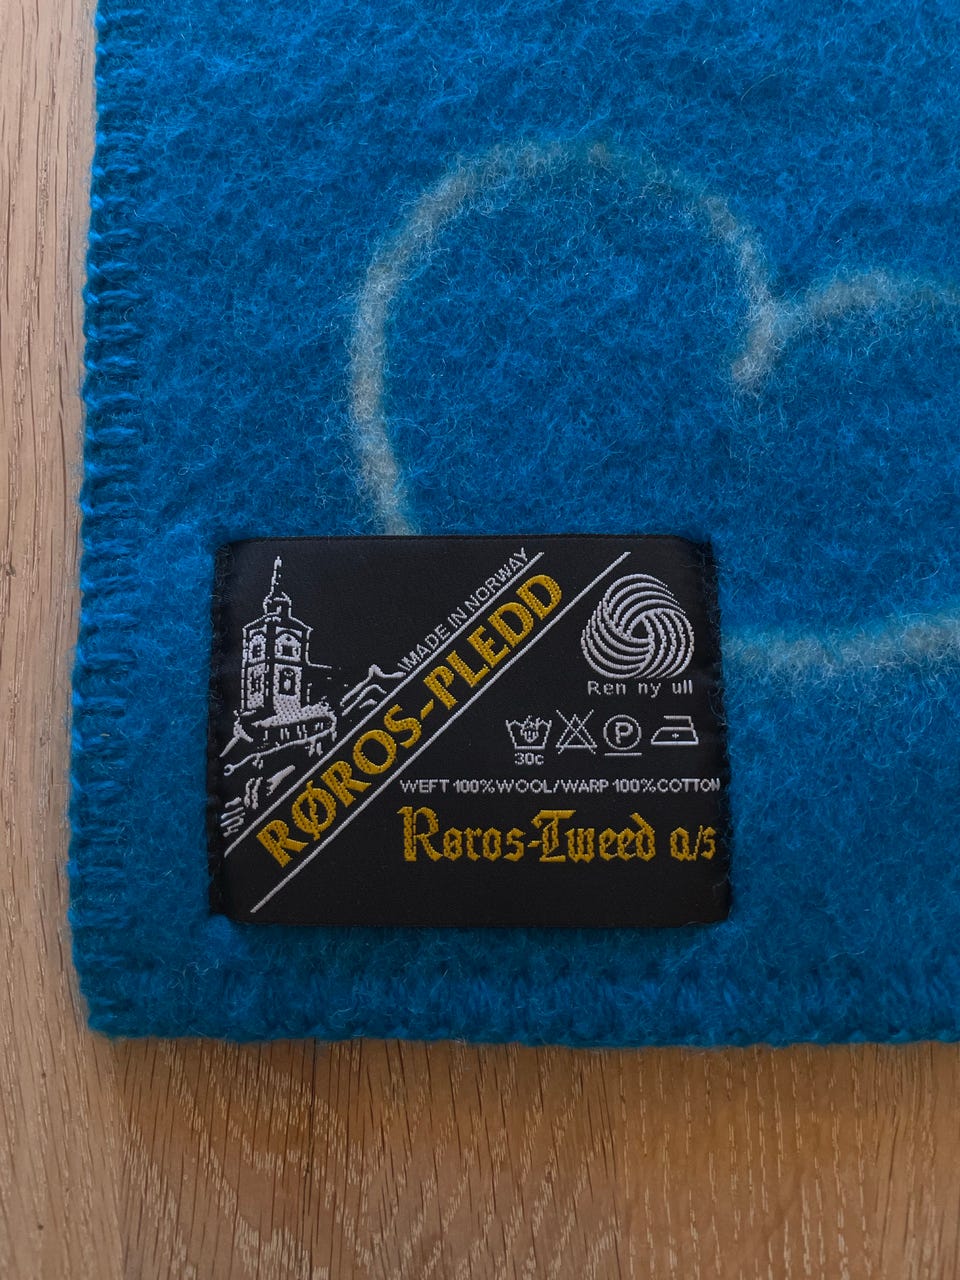 MADE IN NORWAY
RØROS-PLEDD
Ren ny ull
P
30c
WEFT 100% WOOL/WARP 100% COTTON
Røros-Tweed a/s